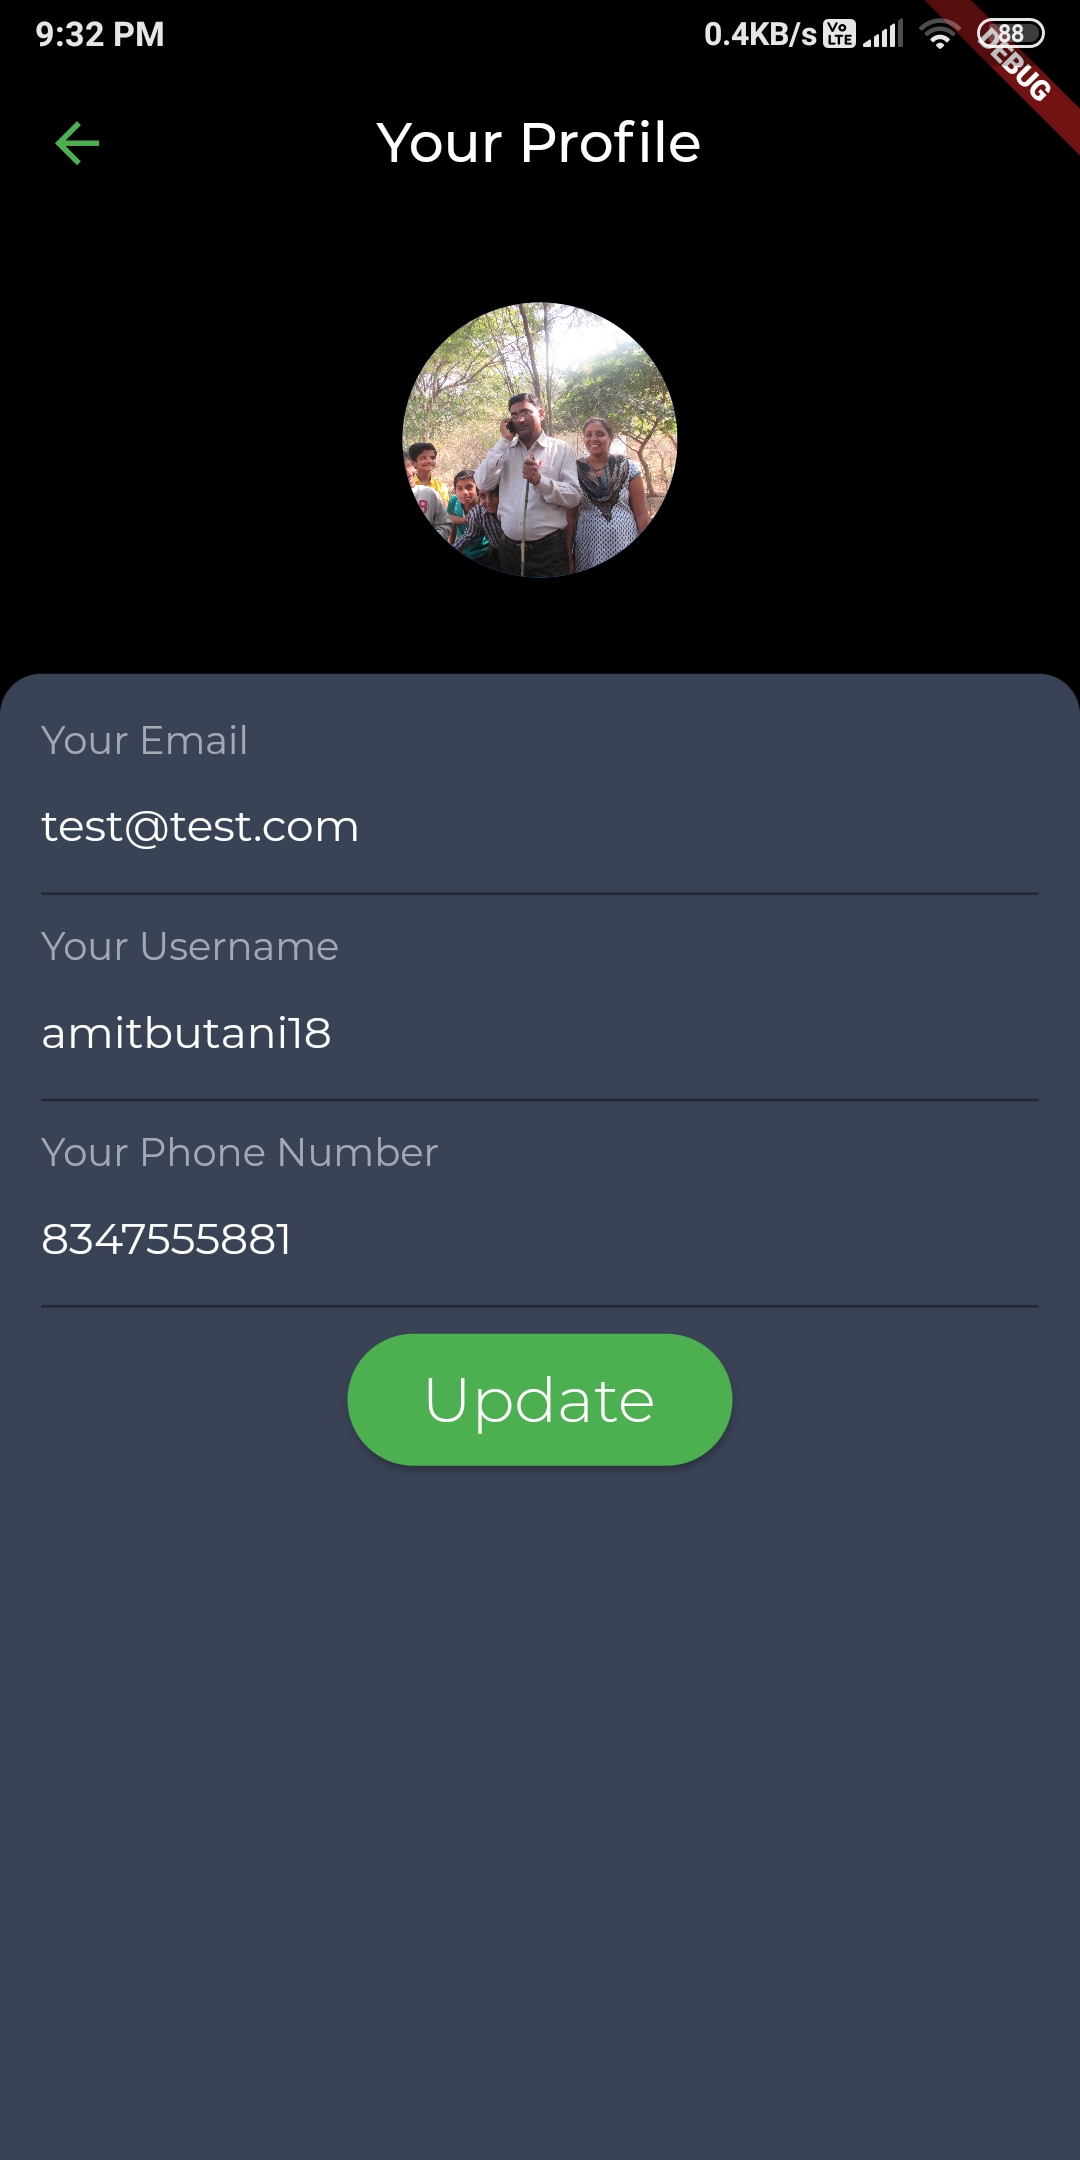 9:32 PM
0.4KB/s
Vo
LTE
88
DEBUG
Your Profile
Your Email
test@test.com
Your Username
amitbutani18
Your Phone Number
8347555881
Update